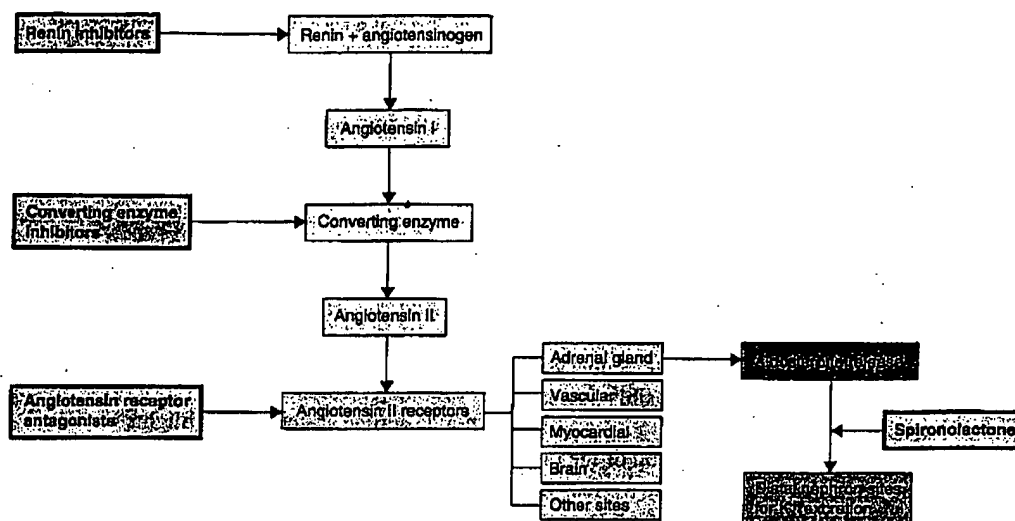 Renin inhibitors
Renin + angiotensinogen
Angiotensin I
Converting enzyme
inhibitors
Converting enzyme
Angiotensin II
Angiotensin receptor
antagonists
Angiotensin II receptors
Adrenal gland
Vascular
Myocardial
Brain
Other sites
Spironolactone